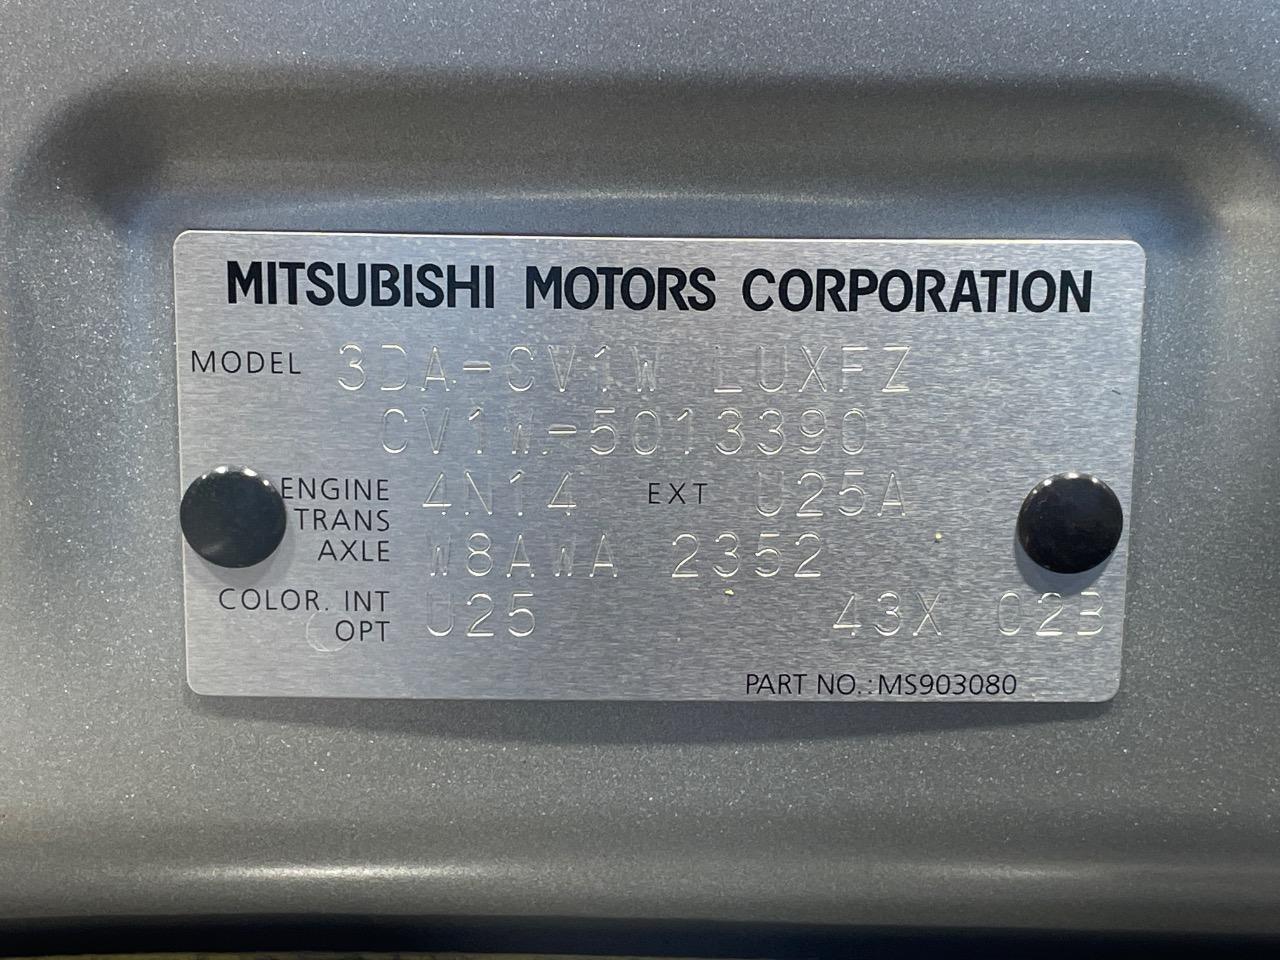 MITSUBISHI MOTORS CORPORATION
MODEL 3DA-CV1W LUXFZ
CV1W-5013390
ENGINE 4N14 EXT U25A
TRANS
AXLE W8AWA 2352
COLOR. INT U25 43X C23
OPT
PART NO.:MS903080